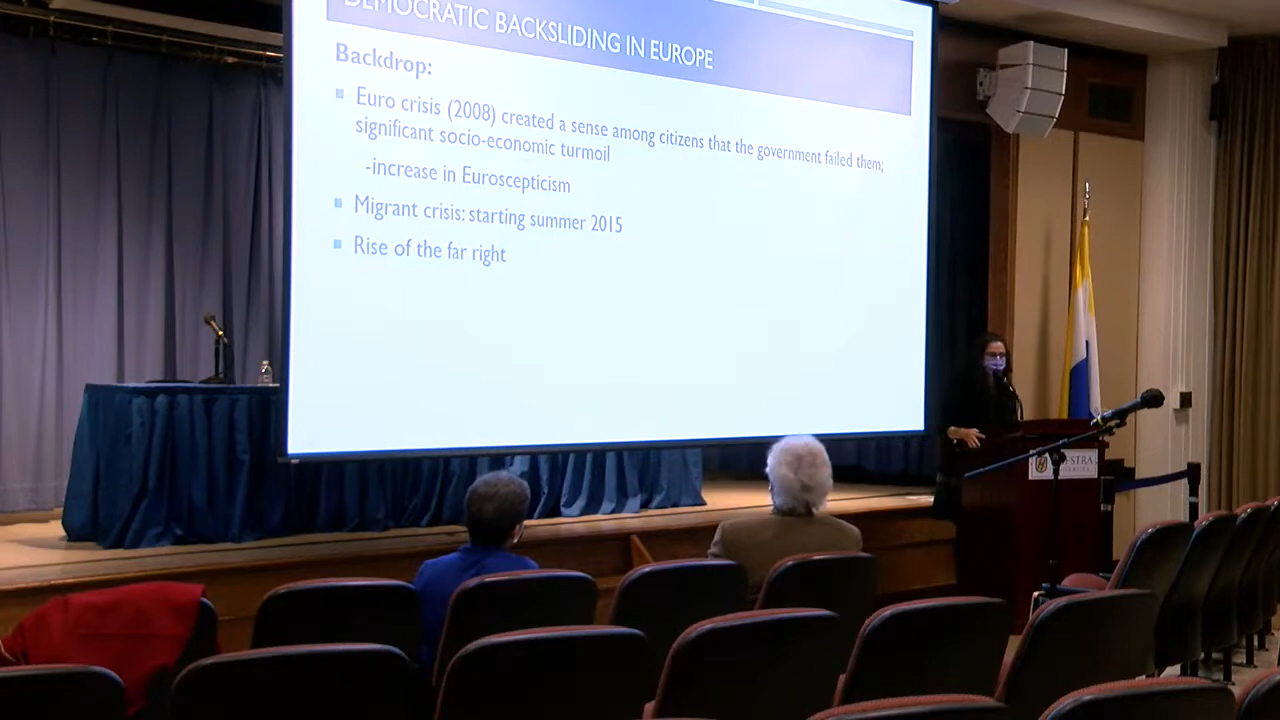 DEMOCRATIC BACKSLIDING IN EUROPE
Backdrop:
Euro crisis (2008) created a sense among citizens that the government failed them;
significant socio-economic turmoil
-increase in Euroscepticism
Migrant crisis: starting summer 2015
Rise of the far right